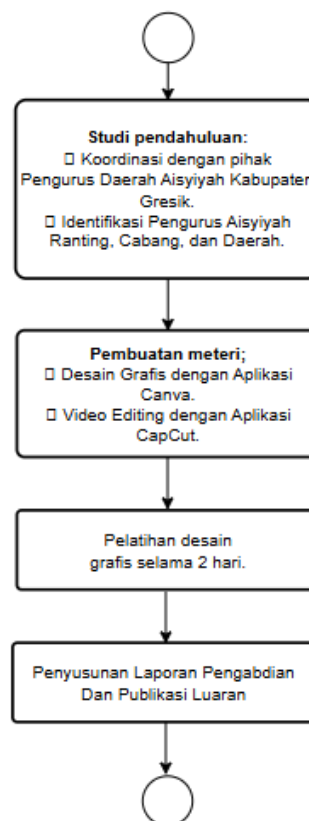 Studi pendahuluan:
▯ Koordinasi dengan pihak
Pengurus Daerah Aisyiyah Kabupaten
Gresik.
▯ Identifikasi Pengurus Aisyiyah
Ranting, Cabang, dan Daerah.
Pembuatan meteri;
▯ Desain Grafis dengan Aplikasi
Canva.
▯ Video Editing dengan Aplikasi
CapCut.
Pelatihan desain
grafis selama 2 hari.
Penyusunan Laporan Pengabdian
Dan Publikasi Luaran